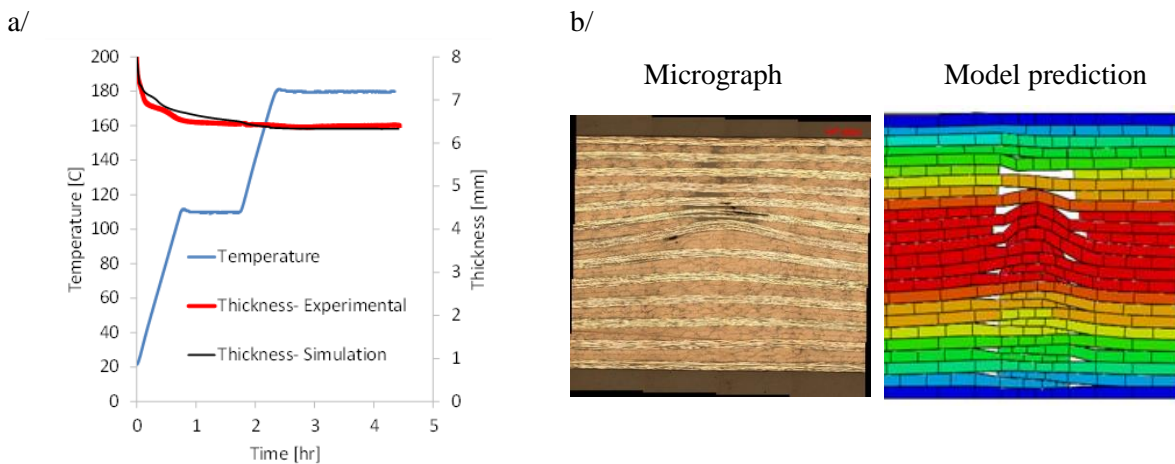 a/
200
180
160
140
120
100
80
60
40
20
0
Temperature [C]
0
1
2
3
4
5
Time [hr]
8
7
6
5
4
3
2
1
0
Thickness [mm]
Temperature
Thickness- Experimental
Thickness- Simulation
b/
Micrograph
Model prediction